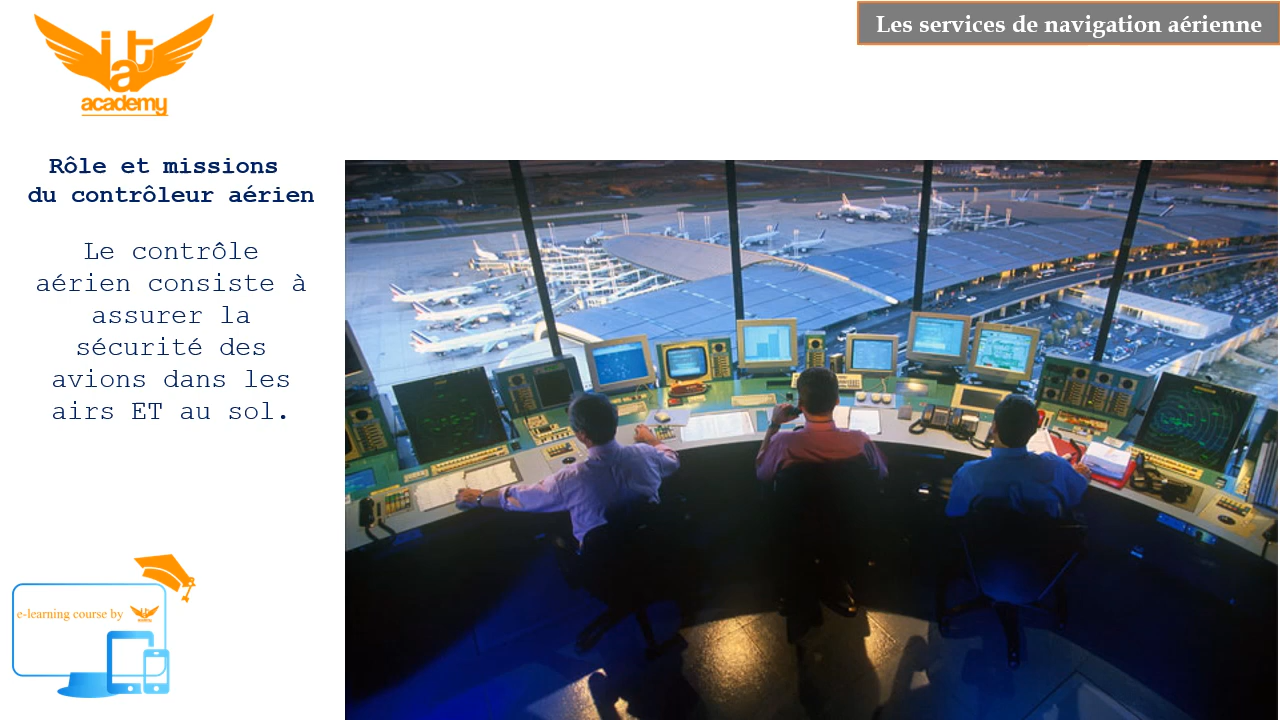 iat
academy
Les services de navigation aérienne
Rôle et missions
du contrôleur aérien
Le contrôle
aérien consiste à
assurer la
sécurité des
avions dans les
airs ET au sol.
e-learning course by